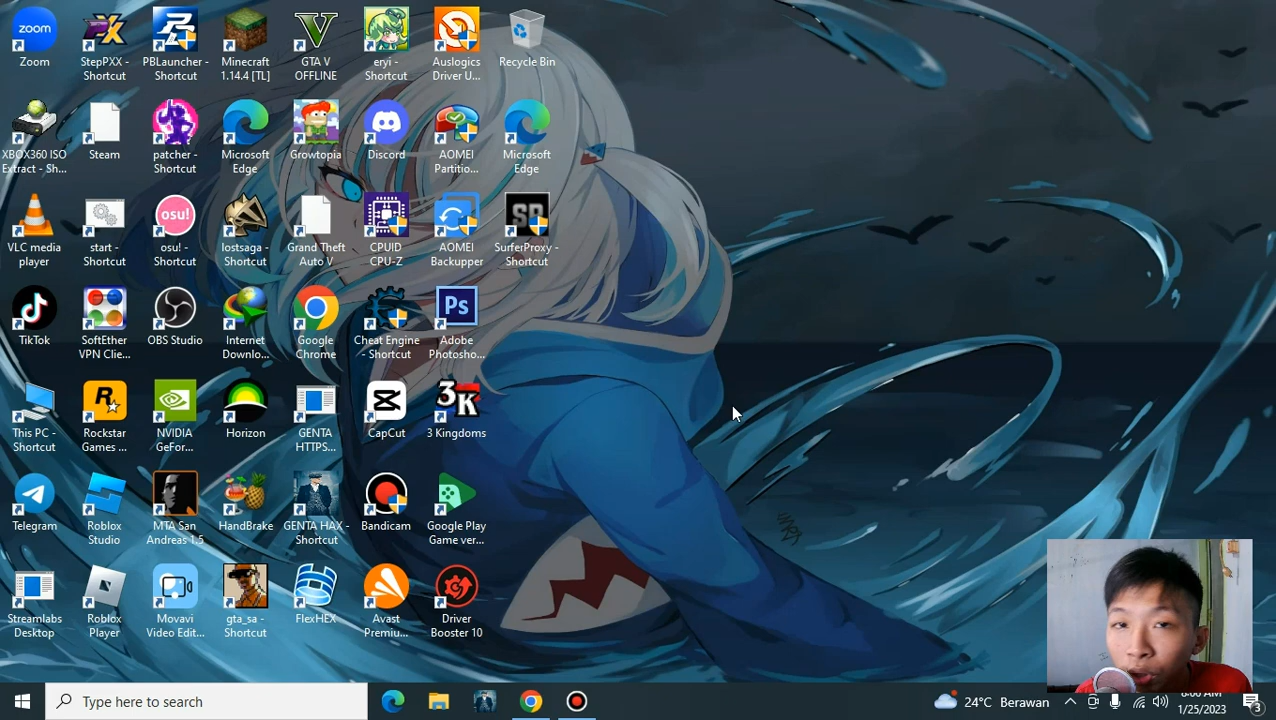 Zoom
StepPXX -
Shortcut
PBLauncher -
Shortcut
Minecraft
1.14.4 [TL]
GTA V
OFFLINE
eryi -
Shortcut
Auslogics
Driver U...
Recycle Bin
XBOX360 ISO
Extract - Sh...
Steam
patcher -
Shortcut
Microsoft
Edge
Growtopia
Discord
AOMEI
Partitio...
Microsoft
Edge
VLC media
player
start -
Shortcut
osu! -
Shortcut
lostsaga -
Shortcut
Grand Theft
Auto V
CPUID
CPU-Z
AOMEI
Backupper
SurferProxy -
Shortcut
TikTok
SoftEther
VPN Clie...
OBS Studio
Internet
Downlo...
Google
Chrome
Cheat Engine
- Shortcut
Adobe
Photosho...
This PC -
Shortcut
Rockstar
Games ...
NVIDIA
GeFor...
Horizon
GENTA
HTTPS...
CapCut
3 Kingdoms
Telegram
Roblox
Studio
MTA San
Andreas 1.5
HandBrake
GENTA HAX -
Shortcut
Bandicam
Google Play
Game ver...
Streamlabs
Desktop
Roblox
Player
Movavi
Video Edit...
gta_sa -
Shortcut
FlexHEX
Avast
Premiu...
Driver
Booster 10
zoom
osu!
Ps
3K
SP
Type here to search
24°C Berawan
1/25/2023
3